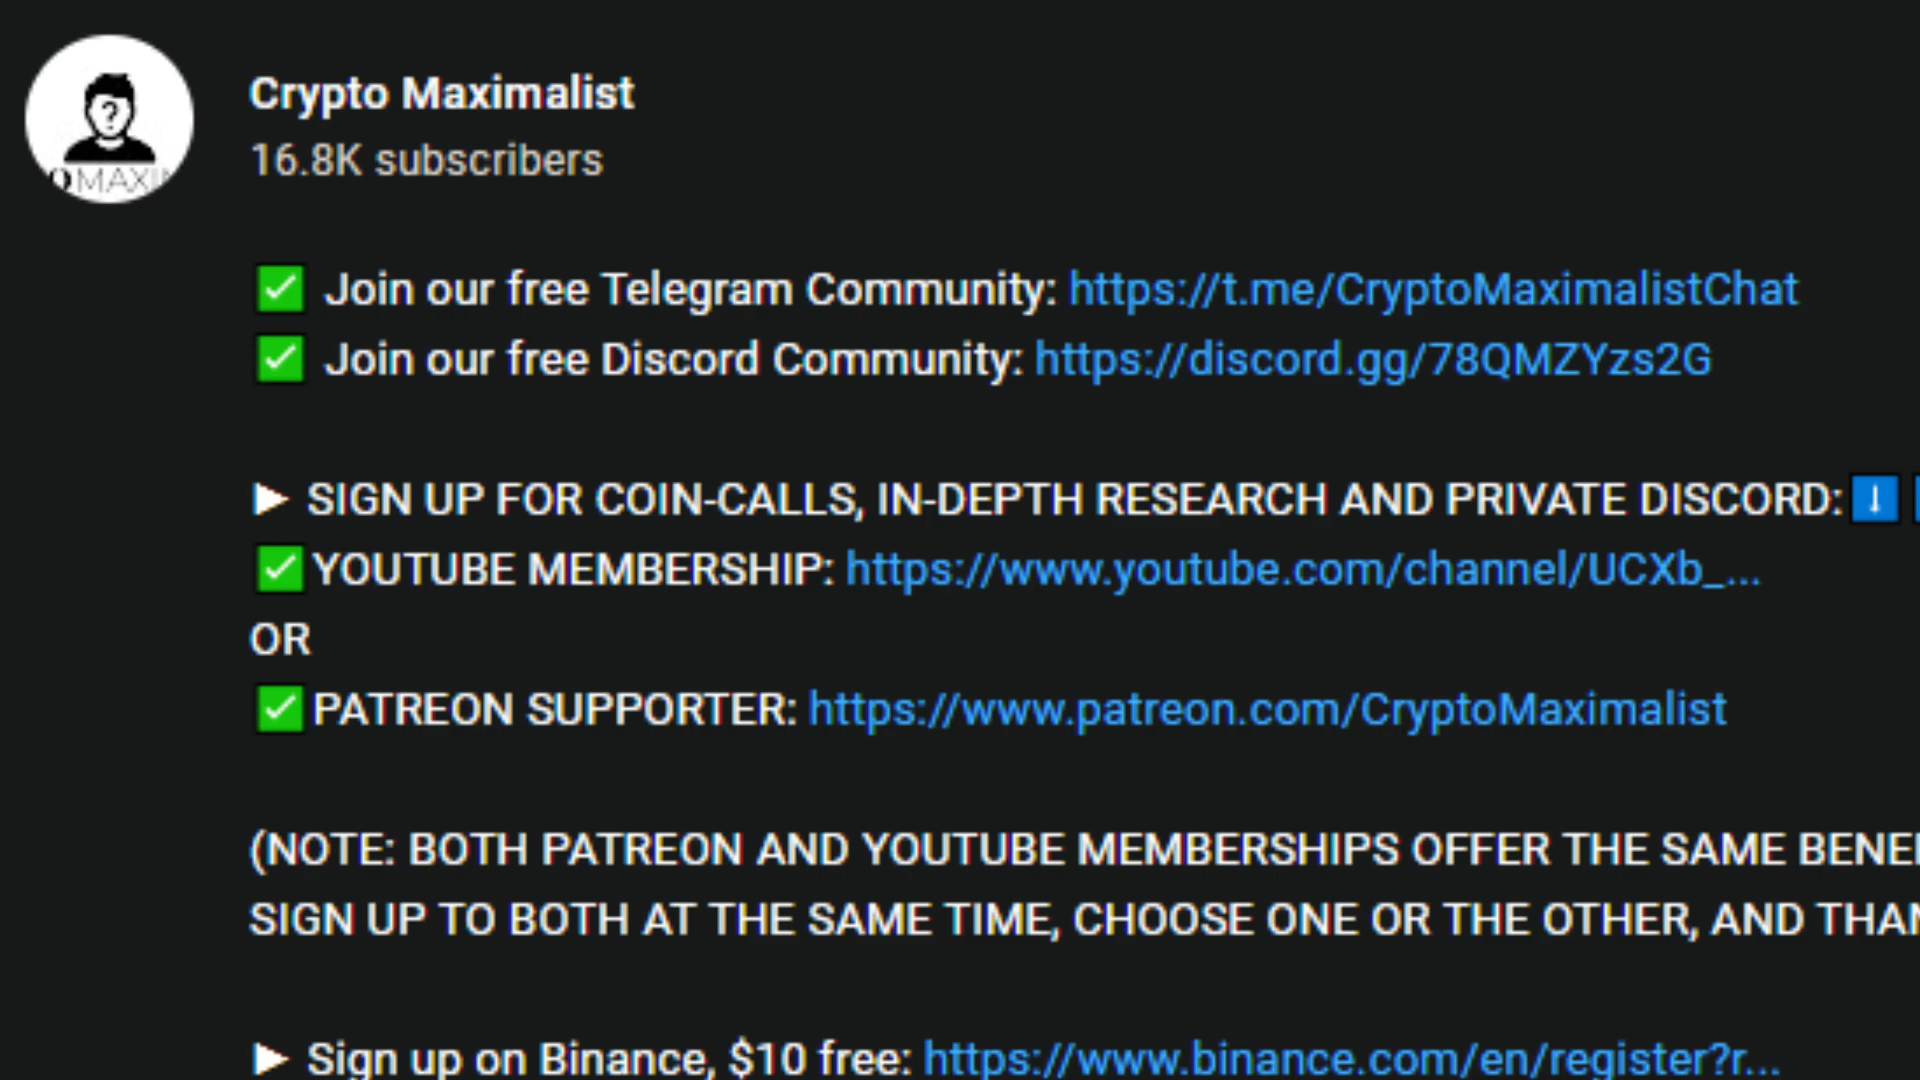 Crypto Maximalist
16.8K subscribers
? 
MAXI
✅ Join our free Telegram Community: https://t.me/CryptoMaximalistChat
✅ Join our free Discord Community: https://discord.gg/78QMZYzs2G
► SIGN UP FOR COIN-CALLS, IN-DEPTH RESEARCH AND PRIVATE DISCORD: ⬇
✅ YOUTUBE MEMBERSHIP: https://www.youtube.com/channel/UCXb_...
OR
✅ PATREON SUPPORTER: https://www.patreon.com/CryptoMaximalist
(NOTE: BOTH PATREON AND YOUTUBE MEMBERSHIPS OFFER THE SAME BENE
SIGN UP TO BOTH AT THE SAME TIME, CHOOSE ONE OR THE OTHER, AND THA
► Sign up on Binance, $10 free: https://www.binance.com/en/register?r...